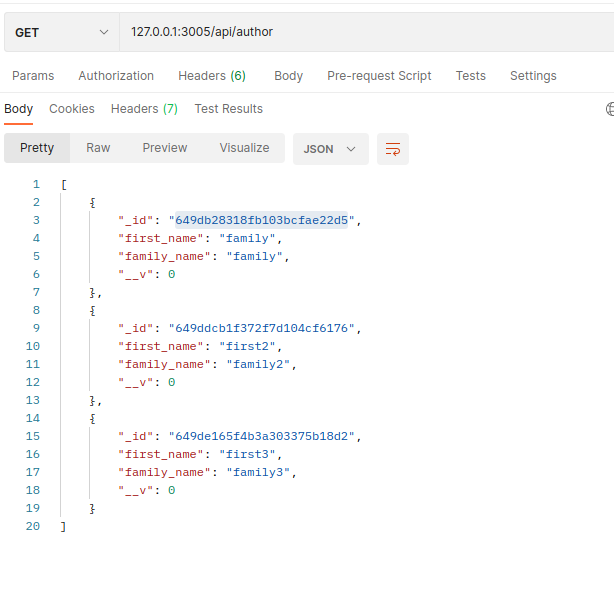 GET 127.0.0.1:3005/api/author
Params Authorization Headers (6) Body Pre-request Script Tests Settings
Body Cookies Headers (7) Test Results
Pretty Raw Preview Visualize JSON
1 [
2 {
3 "_id": "649db28318fb103bcfae22d5",
4 "first_name": "family",
5 "family_name": "family",
6 "__v": 0
7 },
8 {
9 "_id": "649ddcb1f372f7d104cf6176",
10 "first_name": "first2",
11 "family_name": "family2",
12 "__v": 0
13 },
14 {
15 "_id": "649de165f4b3a303375b18d2",
16 "first_name": "first3",
17 "family_name": "family3",
18 "__v": 0
19 }
20 ]